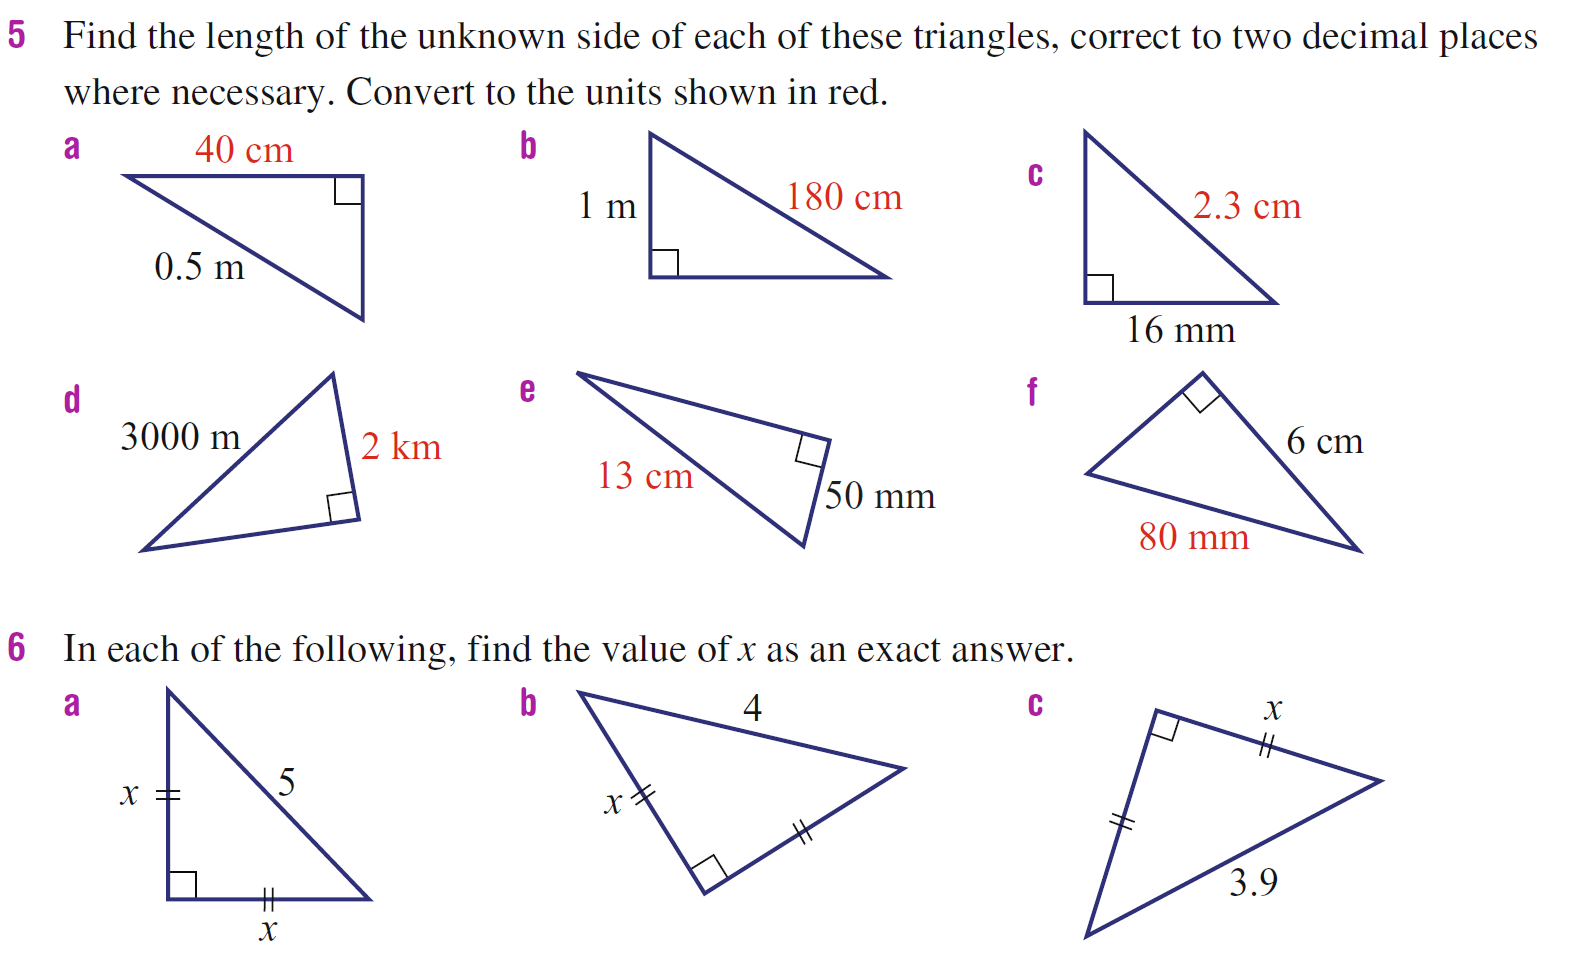 5 Find the length of the unknown side of each of these triangles, correct to two decimal places
where necessary. Convert to the units shown in red.
a
40 cm
0.5 m
b
1 m
180 cm
c
2.3 cm
16 mm
d
3000 m
2 km
e
13 cm
50 mm
f
6 cm
80 mm
6 In each of the following, find the value of x as an exact answer.
a
x
5
x
b
4
x
c
x
3.9